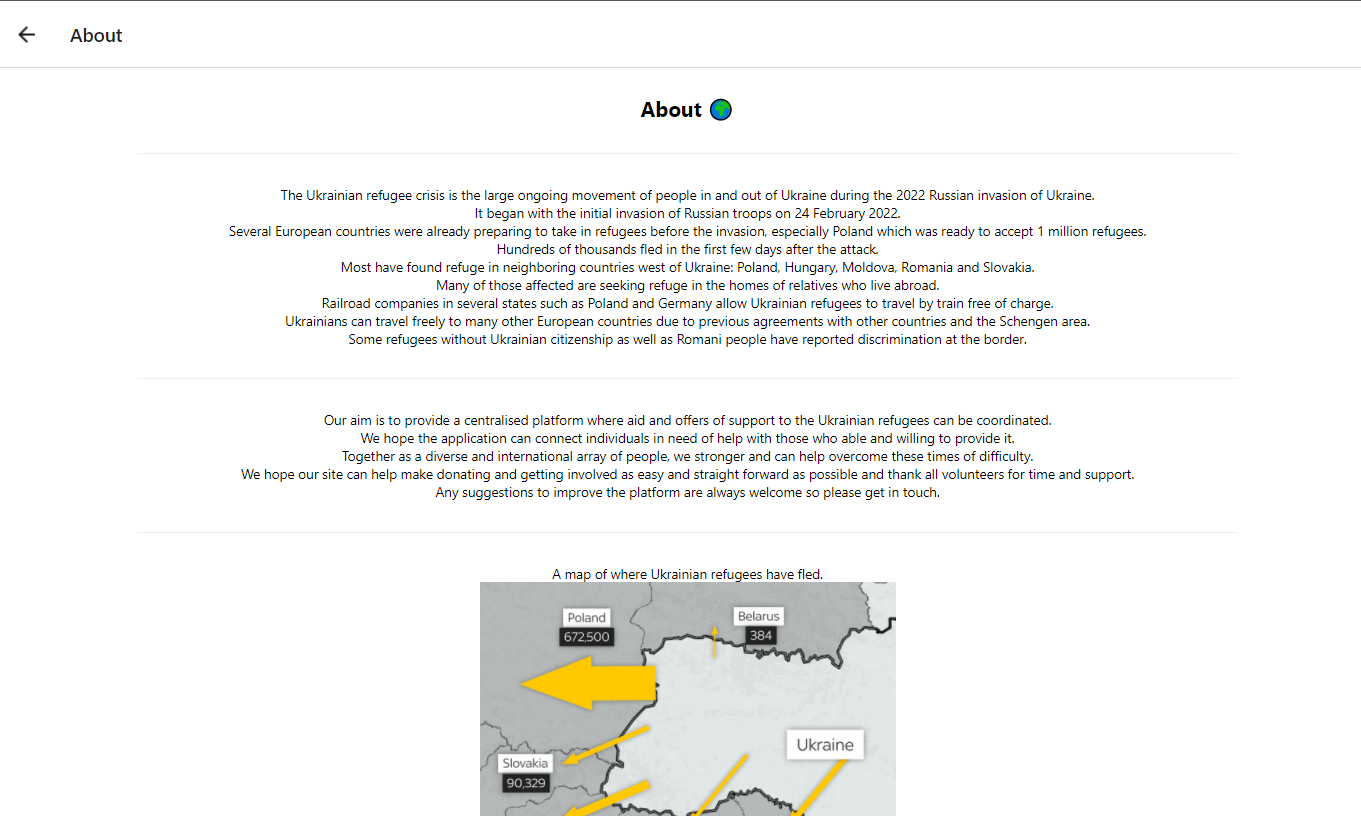 About
About
The Ukrainian refugee crisis is the large ongoing movement of people in and out of Ukraine during the 2022 Russian invasion of Ukraine.
It began with the initial invasion of Russian troops on 24 February 2022.
Several European countries were already preparing to take in refugees before the invasion, especially Poland which was ready to accept 1 million refugees.
Hundreds of thousands fled in the first few days after the attack.
Most have found refuge in neighboring countries west of Ukraine: Poland, Hungary, Moldova, Romania and Slovakia.
Many of those affected are seeking refuge in the homes of relatives who live abroad.
Railroad companies in several states such as Poland and Germany allow Ukrainian refugees to travel by train free of charge.
Ukrainians can travel freely to many other European countries due to previous agreements with other countries and the Schengen area.
Some refugees without Ukrainian citizenship as well as Romani people have reported discrimination at the border.
Our aim is to provide a centralised platform where aid and offers of support to the Ukrainian refugees can be coordinated.
We hope the application can connect individuals in need of help with those who able and willing to provide it.
Together as a diverse and international array of people, we stronger and can help overcome these times of difficulty.
We hope our site can help make donating and getting involved as easy and straight forward as possible and thank all volunteers for time and support.
Any suggestions to improve the platform are always welcome so please get in touch.
A map of where Ukrainian refugees have fled.
Poland
672,500
Belarus
384
Ukraine
Slovakia
90,329